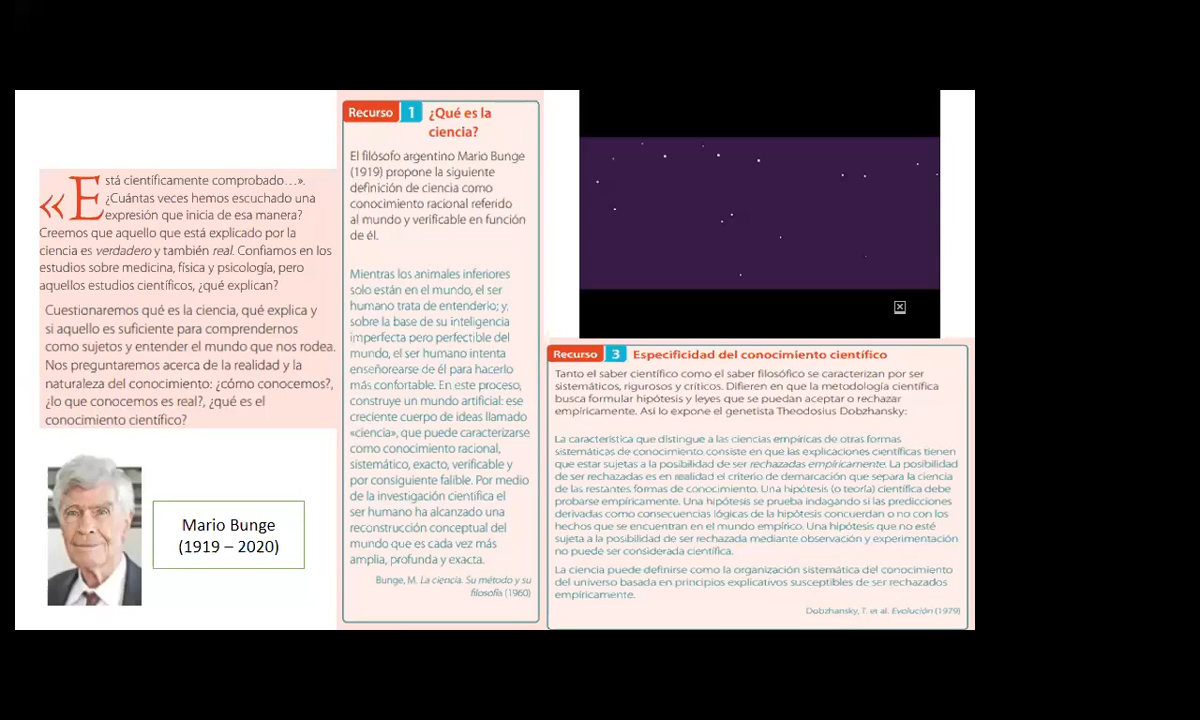 «Está científicamente comprobado…».
¿Cuántas veces hemos escuchado una
expresión que inicia de esa manera?
Creemos que aquello que está explicado por la
ciencia es verdadero y también real. Confiamos en los
estudios sobre medicina, física y psicología, pero
aquellos estudios científicos, ¿qué explican?
Cuestionaremos qué es la ciencia, qué explica y
si aquello es suficiente para comprendernos
como sujetos y entender el mundo que nos rodea.
Nos preguntaremos acerca de la realidad y la
naturaleza del conocimiento: ¿cómo conocemos?,
¿lo que conocemos es real?, ¿qué es el
conocimiento científico?
Mario Bunge
(1919 – 2020)
Recurso 1 ¿Qué es la
ciencia?
El filósofo argentino Mario Bunge
(1919) propone la siguiente
definición de ciencia como
conocimiento racional referido
al mundo y verificable en función
de él.
Mientras los animales inferiores
solo están en el mundo, el ser
humano trata de entenderlo; y,
sobre la base de su inteligencia
imperfecta pero perfectible del
mundo, el ser humano intenta
enseñorearse de él para hacerlo
más confortable. En este proceso,
construye un mundo artificial: ese
creciente cuerpo de ideas llamado
«ciencia», que puede caracterizarse
como conocimiento racional,
sistemático, exacto, verificable y
por consiguiente falible. Por medio
de la investigación científica el
ser humano ha alcanzado una
reconstrucción conceptual del
mundo que es cada vez más
amplia, profunda y exacta.
Bunge, M. La ciencia. Su método y su
filosofía (1960)
Recurso 3 Especificidad del conocimiento científico
Tanto el saber científico como el saber filosófico se caracterizan por ser
sistemáticos, rigurosos y críticos. Difieren en que la metodología científica
busca formular hipótesis y leyes que se puedan aceptar o rechazar
empíricamente. Así lo expone el genetista Theodosius Dobzhansky:
La característica que distingue a las ciencias empíricas de otras formas
sistemáticas de conocimiento consiste en que las explicaciones científicas tienen
que estar sujetas a la posibilidad de ser rechazadas empíricamente. La posibilidad
de ser rechazadas es en realidad el criterio de demarcación que separa la ciencia
de las restantes formas de conocimiento. Una hipótesis (o teoría) científica debe
probarse empíricamente. Una hipótesis se prueba indagando si las predicciones
derivadas como consecuencias lógicas de la hipótesis concuerdan o no con los
hechos que se encuentran en el mundo empírico. Una hipótesis que no esté
sujeta a la posibilidad de ser rechazada mediante observación y experimentación
no puede ser considerada científica.
La ciencia puede definirse como la organización sistemática del conocimiento
del universo basada en principios explicativos susceptibles de ser rechazados
empíricamente.
Dobzhansky, T. et al. Evolución (1979)